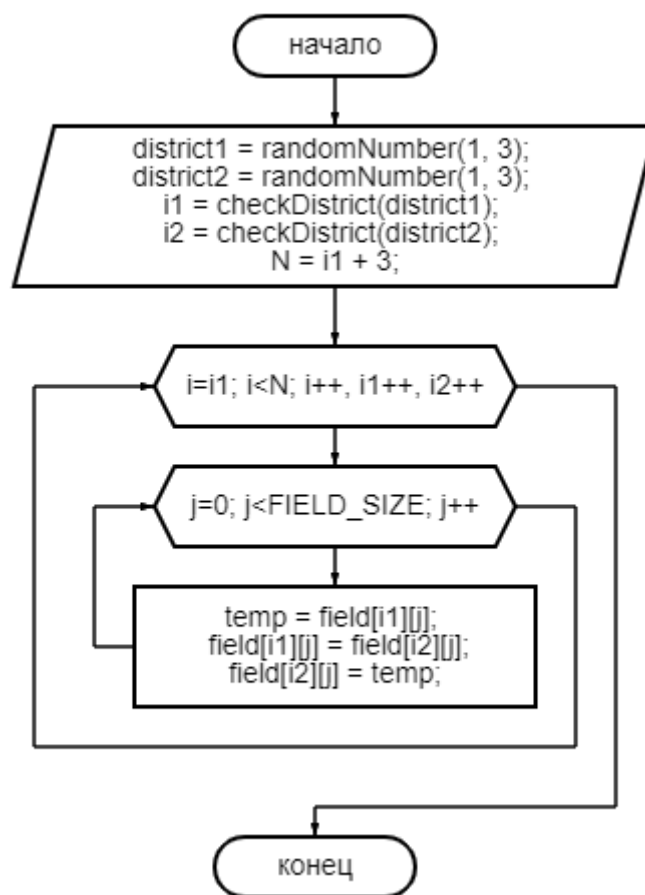 начало
district1 = randomNumber(1, 3);
district2 = randomNumber(1, 3);
i1 = checkDistrict(district1);
i2 = checkDistrict(district2);
N = i1 + 3;
i=i1; i<N; i++, i1++, i2++
j=0; j<FIELD_SIZE; j++
temp = field[i1][j];
field[i1][j] = field[i2][j];
field[i2][j] = temp;
конец